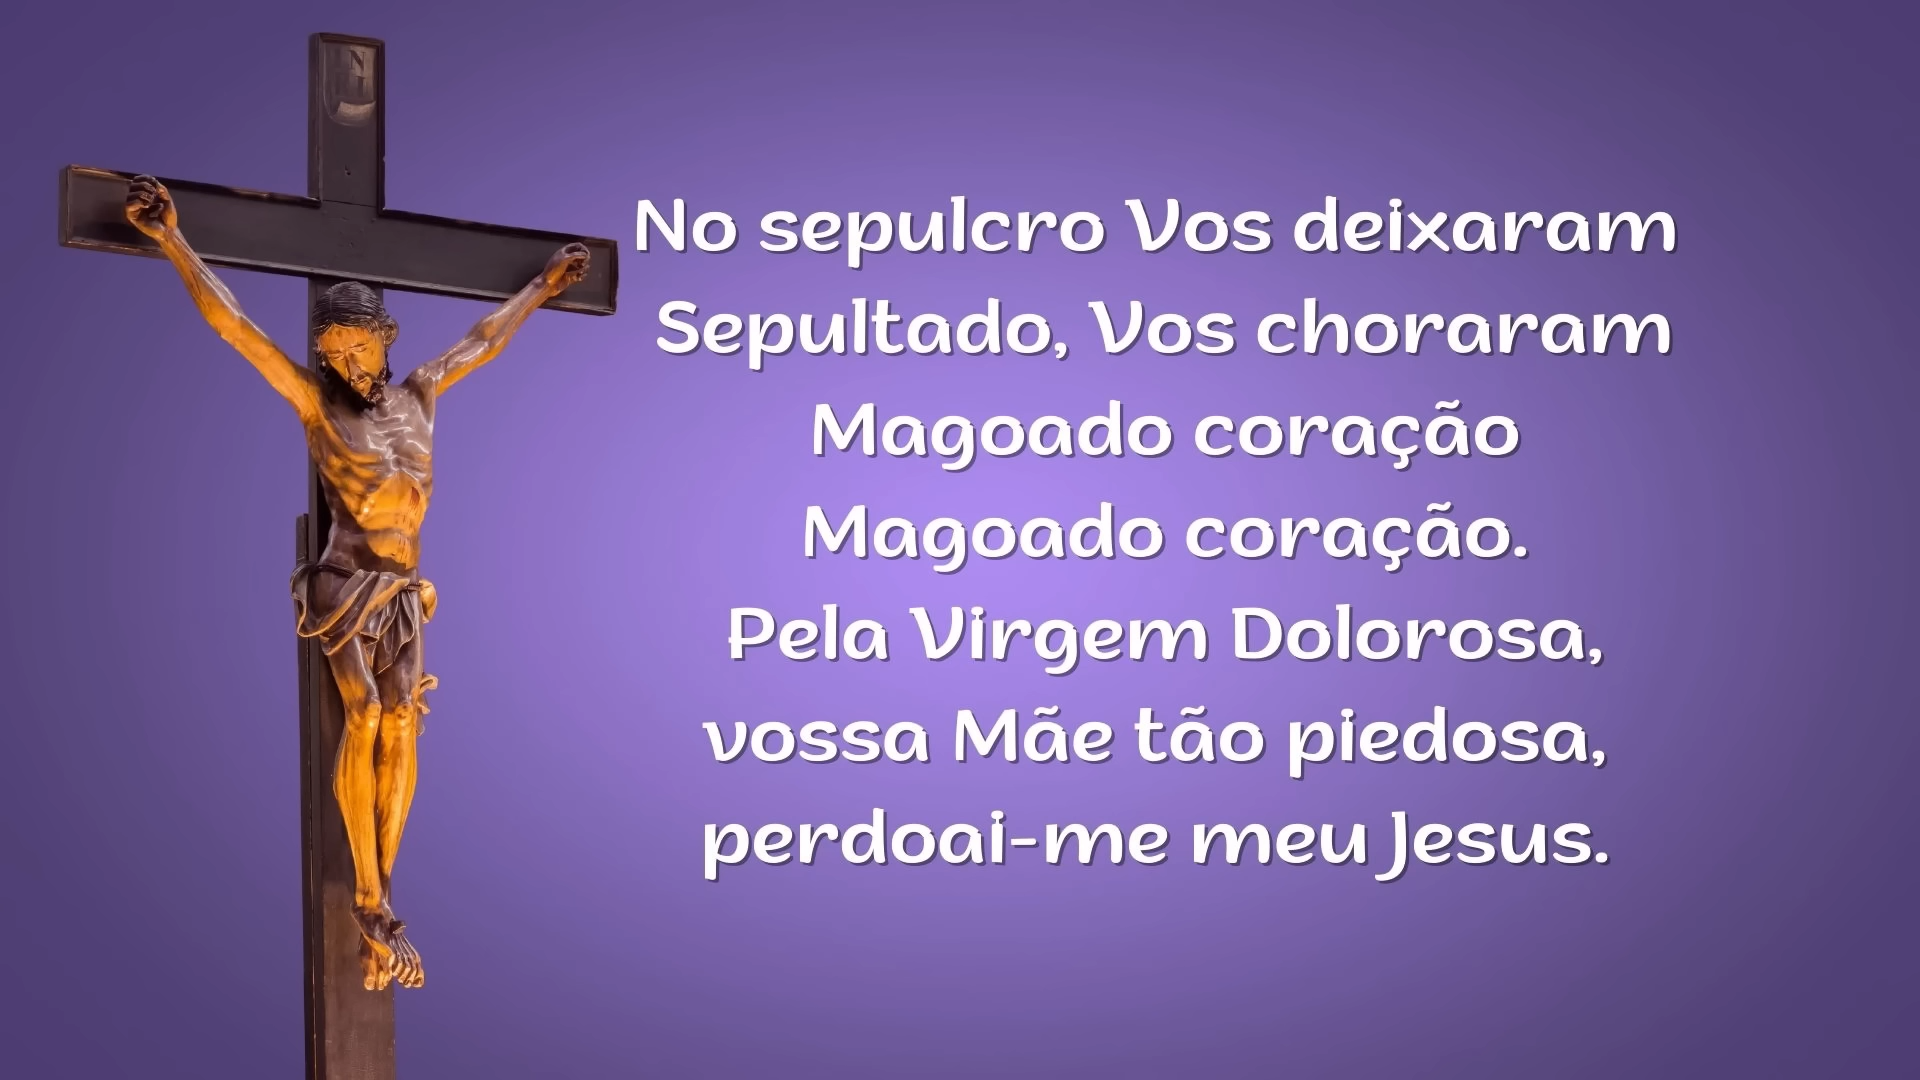 No sepulcro Vos deixaram
Sepultado, Vos choraram
Magoado coração
Magoado coração.
Pela Virgem Dolorosa,
vossa Mãe tão piedosa,
perdoai-me meu Jesus.